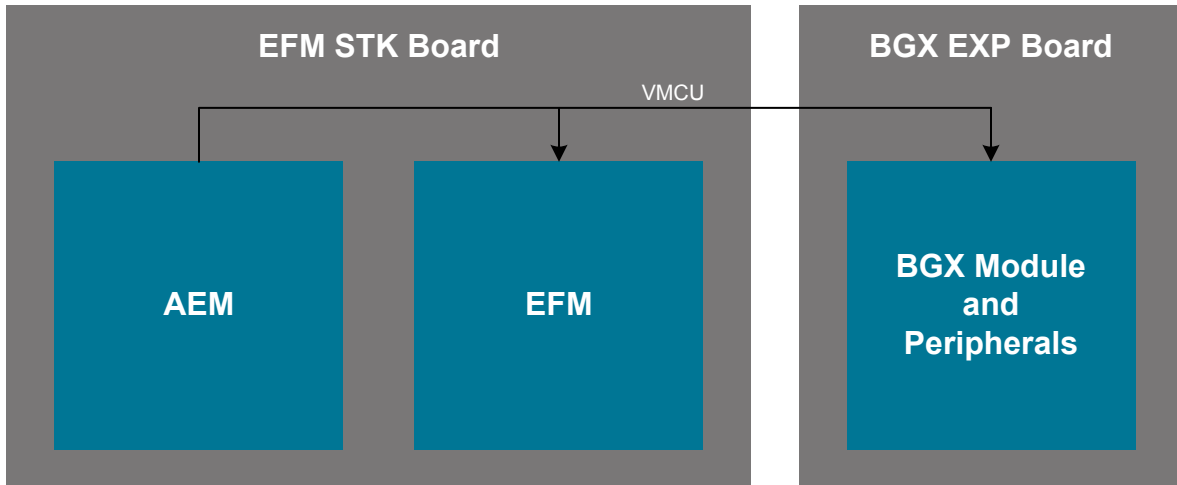 EFM STK Board
BGX EXP Board
VMCU
AEM
EFM
BGX Module
and
Peripherals